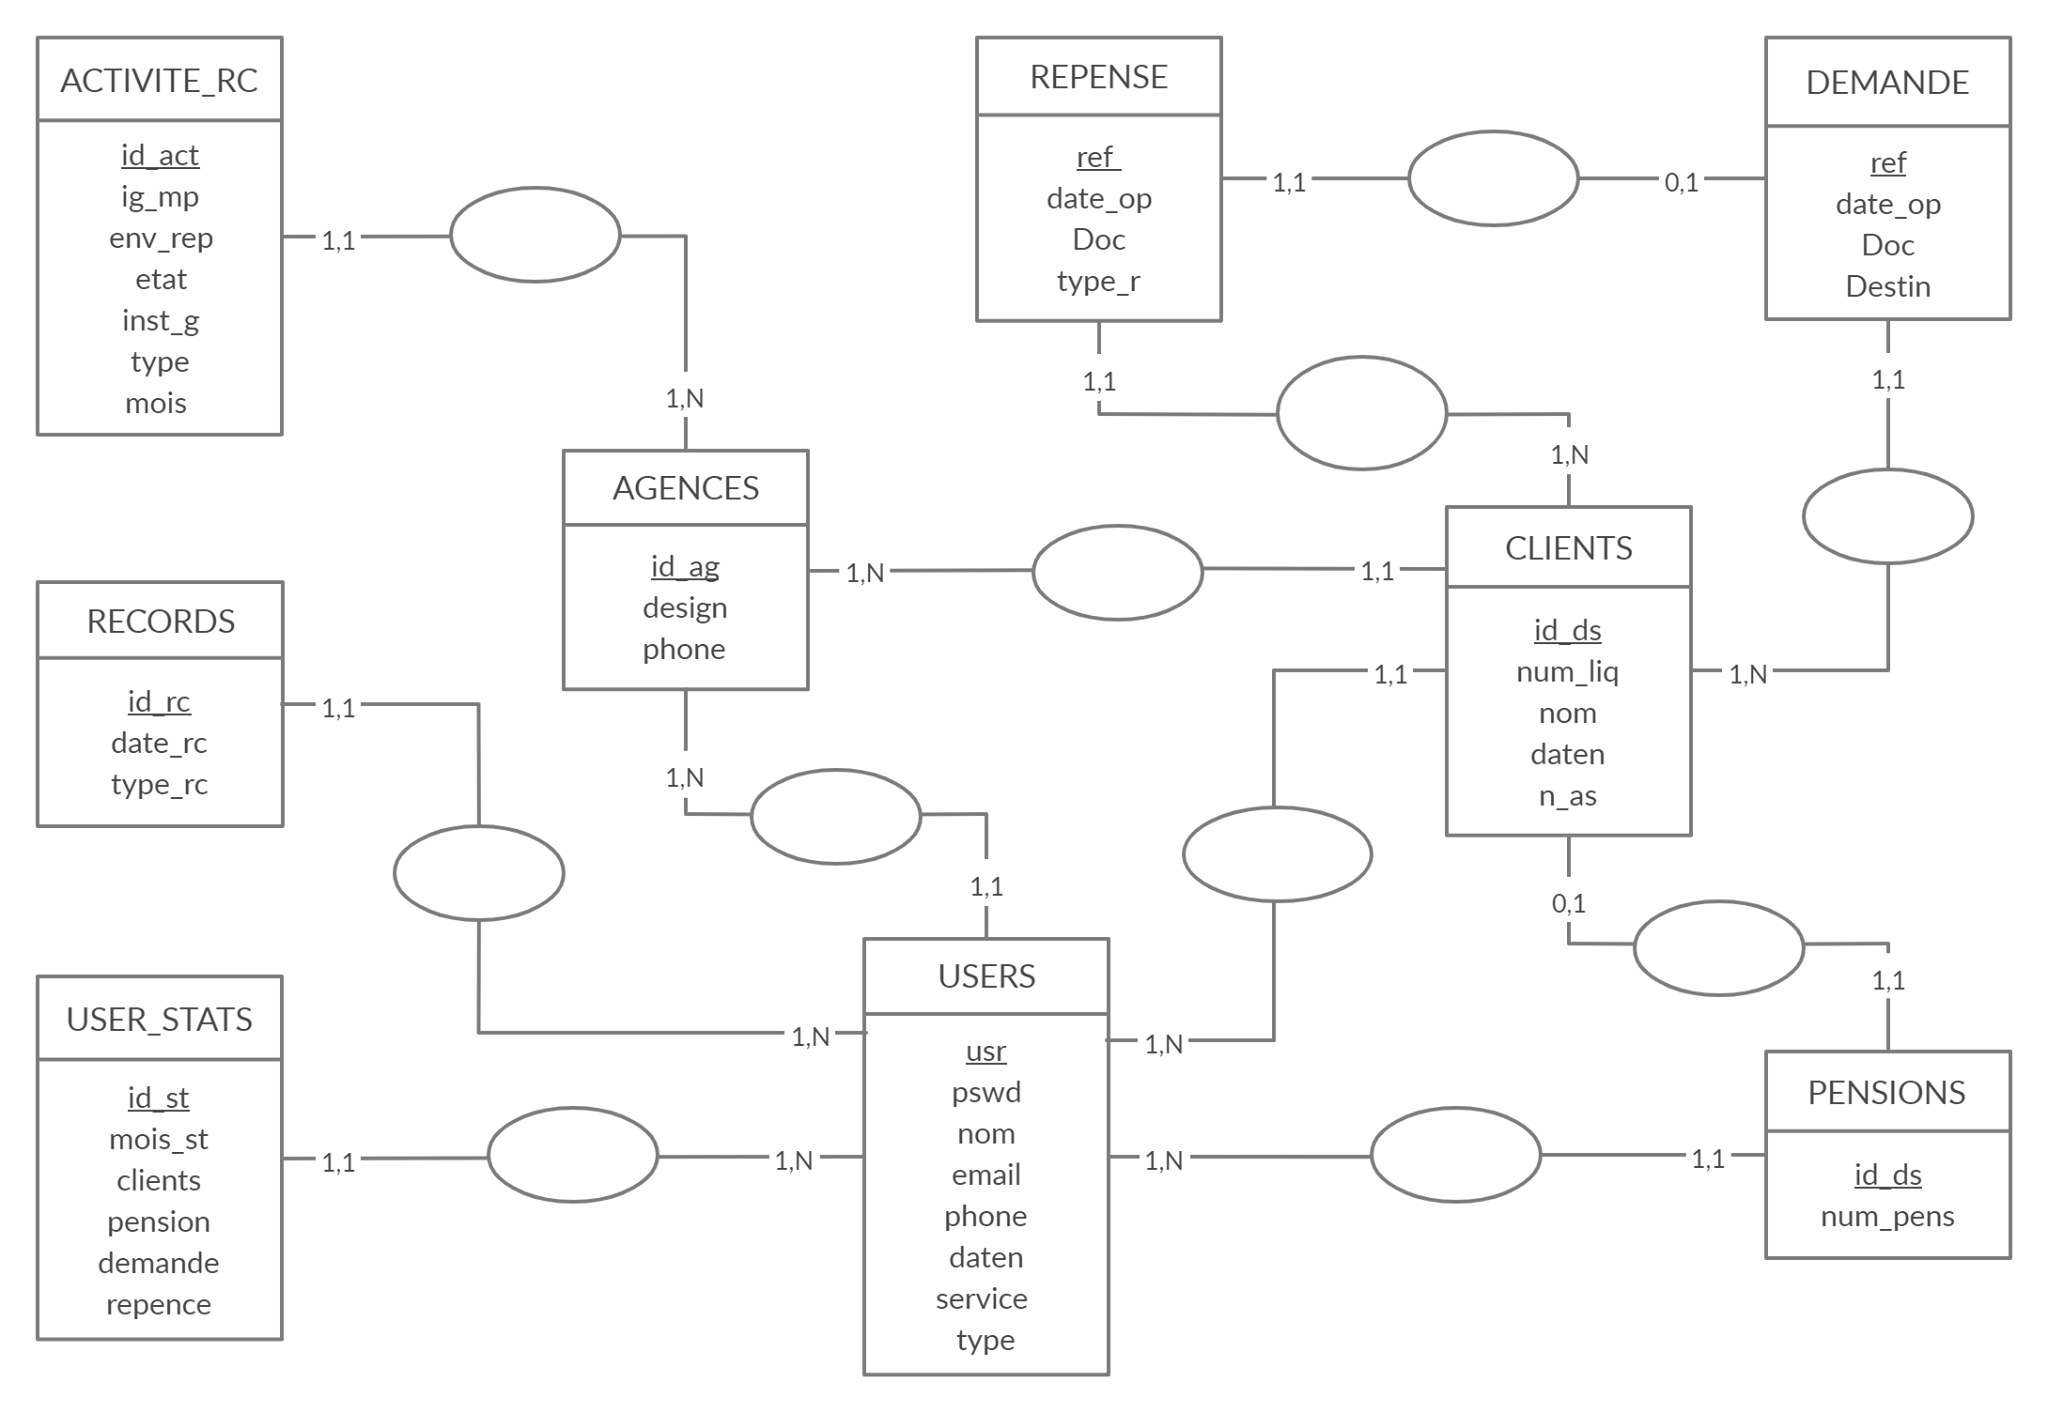 ACTIVITE_RC
id_act
ig_mp
env_rep
etat
inst_g
type
mois
1,1
1,N
REPENSE
ref
date_op
Doc
type_r
1,1
0,1
DEMANDE
ref
date_op
Doc
Destin
1,1
1,N
1,1
AGENCES
id_ag
design
phone
1,N
1,1
CLIENTS
id_ds
num_liq
nom
daten
n_as
1,1
1,N
RECORDS
id_rc
date_rc
type_rc
1,1
1,N
1,1
0,1
1,1
USER_STATS
id_st
mois_st
clients
pension
demande
repence
1,1
1,N
1,N
USERS
usr
pswd
nom
email
phone
daten
service
type
1,N
1,N
1,1
PENSIONS
id_ds
num_pens